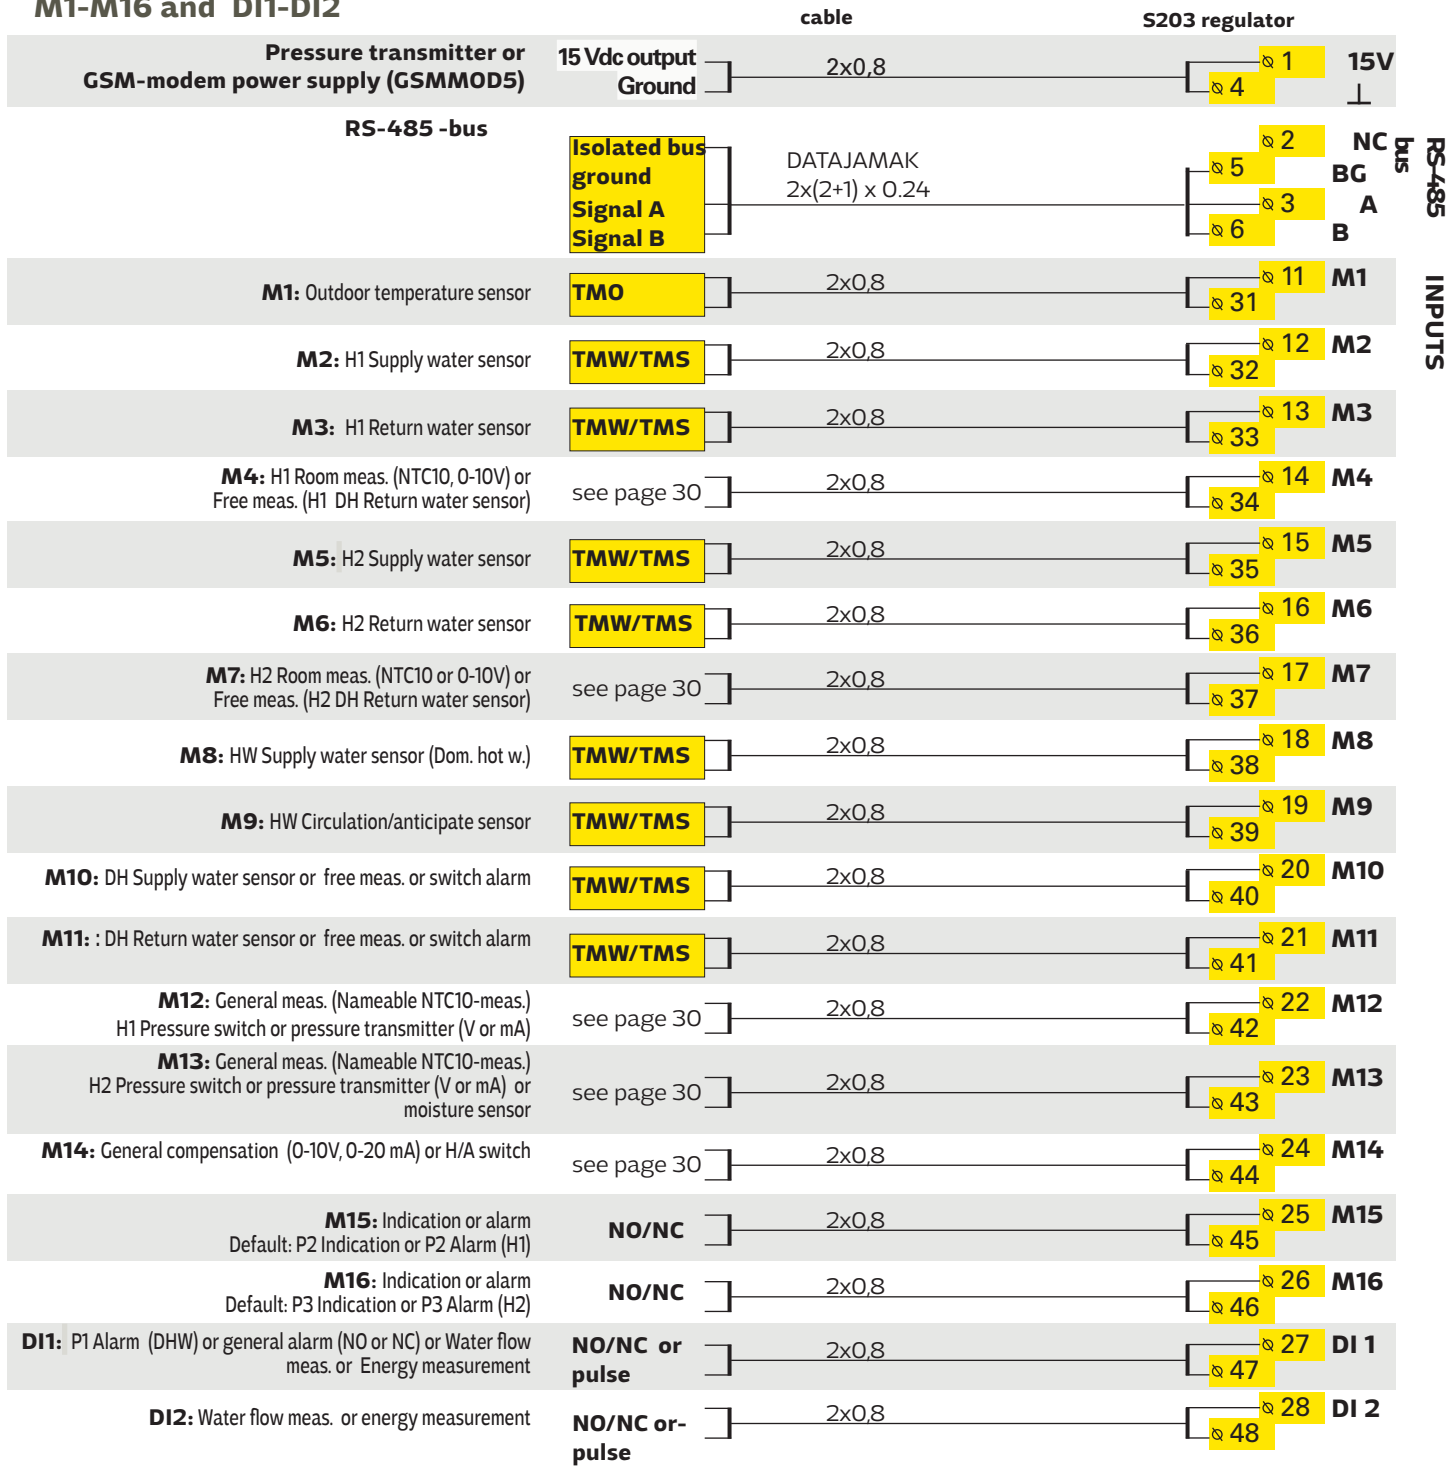 M1-M16 and DI1-DI2
cable
S203 regulator
Pressure transmitter or
GSM-modem power supply (GSMMOD5)
15 Vdc output
Ground
2x0,8
1 15V
4
RS-485 -bus
Isolated bus
ground
Signal A
Signal B
DATAJAMAK
2x(2+1) x 0.24
2 NC
5 BG
3 A
6 B
RS-485
bus
INPUTS
M1: Outdoor temperature sensor
TMO
2x0,8
11 M1
31
M2: H1 Supply water sensor
TMW/TMS
2x0,8
12 M2
32
M3: H1 Return water sensor
TMW/TMS
2x0,8
13 M3
33
M4: H1 Room meas. (NTC10, 0-10V) or
Free meas. (H1 DH Return water sensor)
see page 30
2x0,8
14 M4
34
M5: H2 Supply water sensor
TMW/TMS
2x0,8
15 M5
35
M6: H2 Return water sensor
TMW/TMS
2x0,8
16 M6
36
M7: H2 Room meas. (NTC10 or 0-10V) or
Free meas. (H2 DH Return water sensor)
see page 30
2x0,8
17 M7
37
M8: HW Supply water sensor (Dom. hot w.)
TMW/TMS
2x0,8
18 M8
38
M9: HW Circulation/anticipate sensor
TMW/TMS
2x0,8
19 M9
39
M10: DH Supply water sensor or free meas. or switch alarm
TMW/TMS
2x0,8
20 M10
40
M11: : DH Return water sensor or free meas. or switch alarm
TMW/TMS
2x0,8
21 M11
41
M12: General meas. (Nameable NTC10-meas.)
H1 Pressure switch or pressure transmitter (V or mA)
see page 30
2x0,8
22 M12
42
M13: General meas. (Nameable NTC10-meas.)
H2 Pressure switch or pressure transmitter (V or mA) or
moisture sensor
see page 30
2x0,8
23 M13
43
M14: General compensation (0-10V, 0-20 mA) or H/A switch
see page 30
2x0,8
24 M14
44
M15: Indication or alarm
Default: P2 Indication or P2 Alarm (H1)
NO/NC
2x0,8
25 M15
45
M16: Indication or alarm
Default: P3 Indication or P3 Alarm (H2)
NO/NC
2x0,8
26 M16
46
DI1: P1 Alarm (DHW) or general alarm (NO or NC) or Water flow
meas. or Energy measurement
NO/NC or
pulse
2x0,8
27 DI 1
47
DI2: Water flow meas. or energy measurement
NO/NC or-
pulse
2x0,8
28 DI 2
48